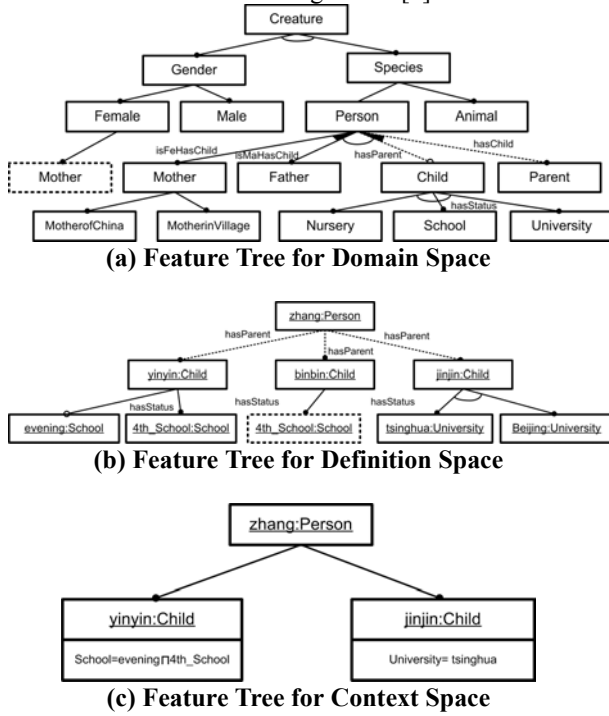 Creature
Gender Species
Female Male Person Animal
isFeHasChild isMaHasChild hasParent hasChild
Mother Mother Father Child Parent
hasStatus
MotherofChina MotherinVillage Nursery School University
(a) Feature Tree for Domain Space
zhang:Person
hasParent hasParent hasParent
yinyin:Child binbin:Child jinjin:Child
hasStatus hasStatus hasStatus
evening:School 4th_School:School 4th_School:School tsinghua:University Beijing:University
(b) Feature Tree for Definition Space
zhang:Person
yinyin:Child jinjin:Child
School=evening⊓4th_School University= tsinghua
(c) Feature Tree for Context Space